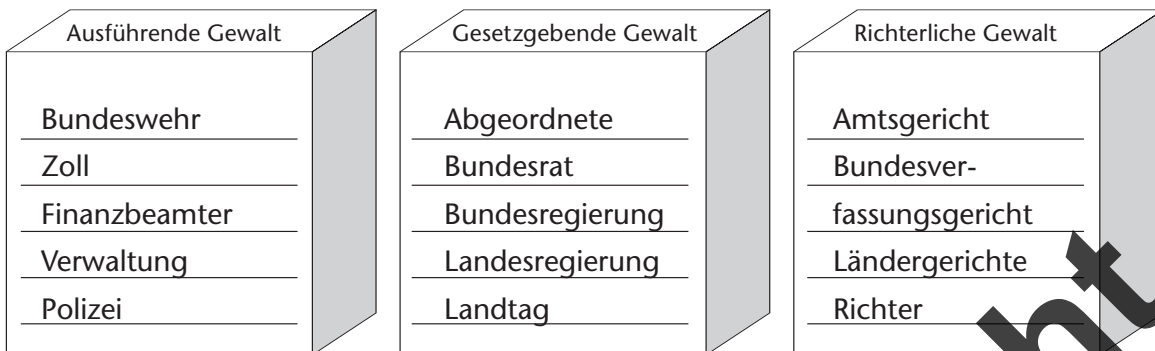 Ausführende Gewalt
Bundeswehr
Zoll
Finanzbeamter
Verwaltung
Polizei
Gesetzgebende Gewalt
Abgeordnete
Bundesrat
Bundesregierung
Landesregierung
Landtag
Richterliche Gewalt
Amtsgericht
Bundesver-
fassungsgericht
Ländergerichte
Richter
ht